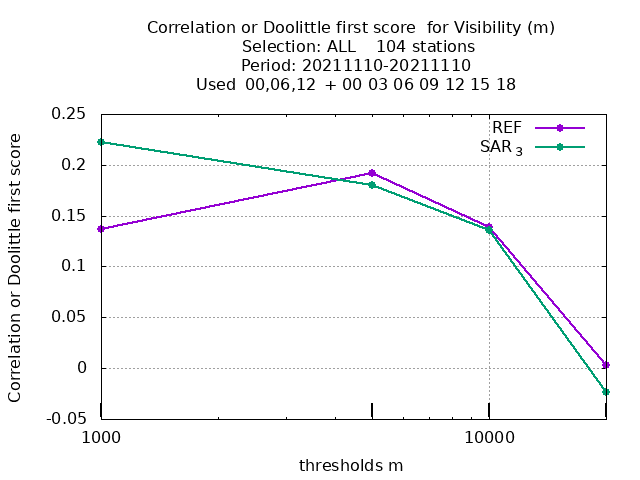 Correlation or Doolittle first score  for Visibility (m)
Selection: ALL    104 stations
Period: 20211110-20211110
Used  00,06,12  + 00 03 06 09 12 15 18
REF
SAR 3
0.25
0.2
0.15
0.1
0.05
0
-0.05
Correlation or Doolittle first score
1000
10000
thresholds m